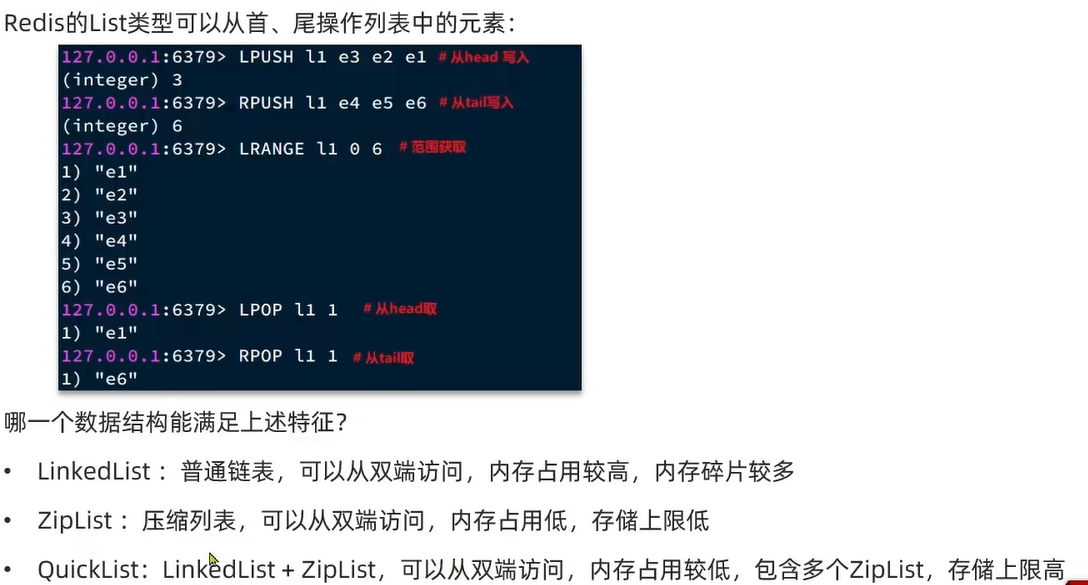 Redis的List类型可以从首、尾操作列表中的元素：
127.0.0.1:6379> LPUSH l1 e3 e2 e1 # 从head 写入
(integer) 3
127.0.0.1:6379> RPUSH l1 e4 e5 e6 # 从tail写入
(integer) 6
127.0.0.1:6379> LRANGE l1 0 6 # 范围获取
1) "e1"
2) "e2"
3) "e3"
4) "e4"
5) "e5"
6) "e6"
127.0.0.1:6379> LPOP l1 1 # 从head取
1) "e1"
127.0.0.1:6379> RPOP l1 1 # 从tail取
1) "e6"
哪一个数据结构能满足上述特征？
• LinkedList ：普通链表，可以从双端访问，内存占用较高，内存碎片较多
• ZipList ：压缩列表，可以从双端访问，内存占用低，存储上限低
• QuickList：LinkedList + ZipList，可以从双端访问，内存占用较低，包含多个ZipList，存储上限高